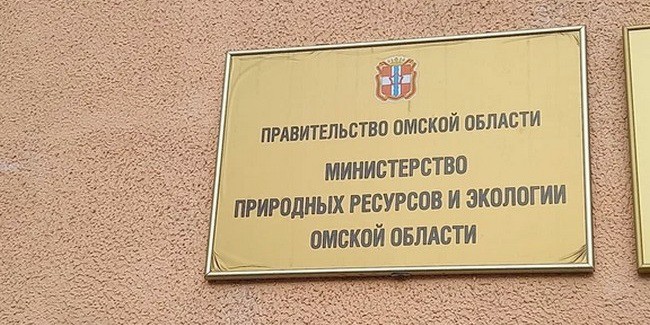 ПРАВИТЕЛЬСТВО ОМСКОЙ ОБЛАСТИ
МИНИСТЕРСТВО
ПРИРОДНЫХ РЕСУРСОВ И ЭКОЛОГИИ
ОМСКОЙ ОБЛАСТИ